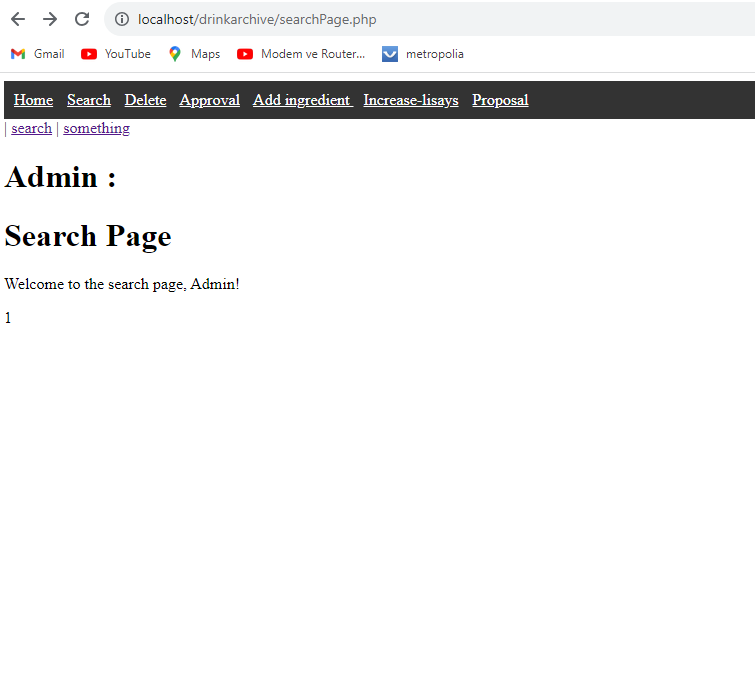 localhost/drinkarchive/searchPage.php
Gmail YouTube Maps Modem ve Router... metropolia
Home Search Delete Approval Add ingredient Increase-lisays Proposal
| search | something
Admin :
Search Page
Welcome to the search page, Admin!
1